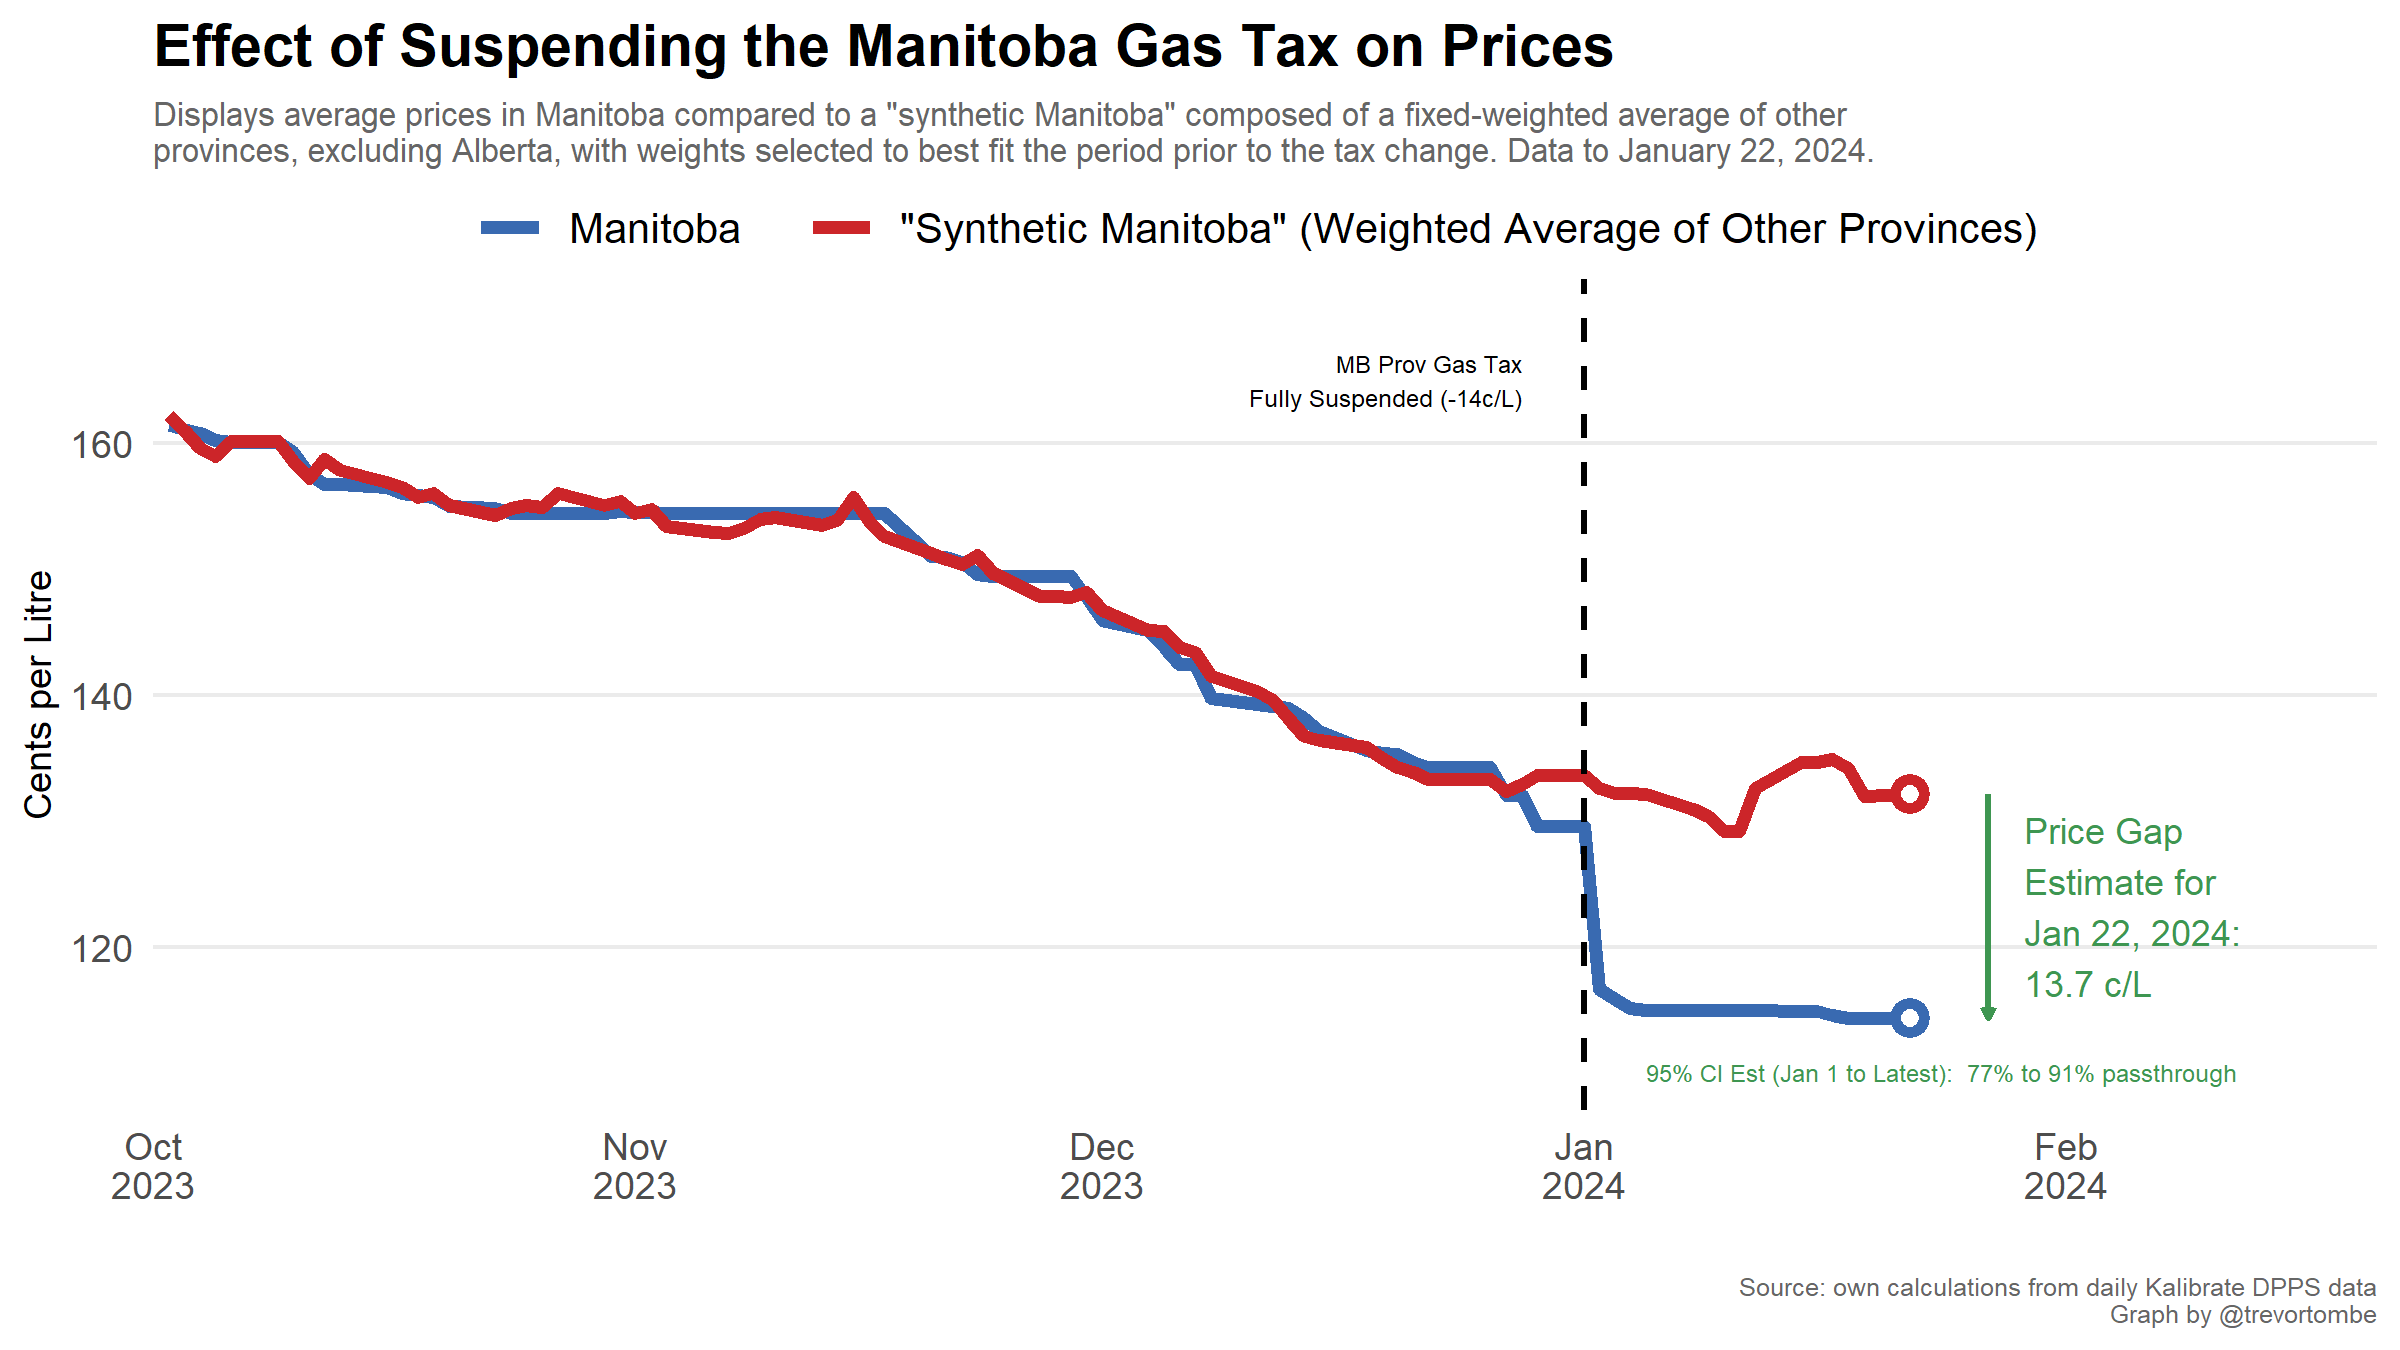 Effect of Suspending the Manitoba Gas Tax on Prices
Displays average prices in Manitoba compared to a "synthetic Manitoba" composed of a fixed-weighted average of other
provinces, excluding Alberta, with weights selected to best fit the period prior to the tax change. Data to January 22, 2024.
Manitoba
"Synthetic Manitoba" (Weighted Average of Other Provinces)
MB Prov Gas Tax
Fully Suspended (-14c/L)
Cents per Litre
160
140
120
Price Gap
Estimate for
Jan 22, 2024:
13.7 c/L
95% CI Est (Jan 1 to Latest):  77% to 91% passthrough
Oct
2023
Nov
2023
Dec
2023
Jan
2024
Feb
2024
Source: own calculations from daily Kalibrate DPPS data
Graph by @trevortombe